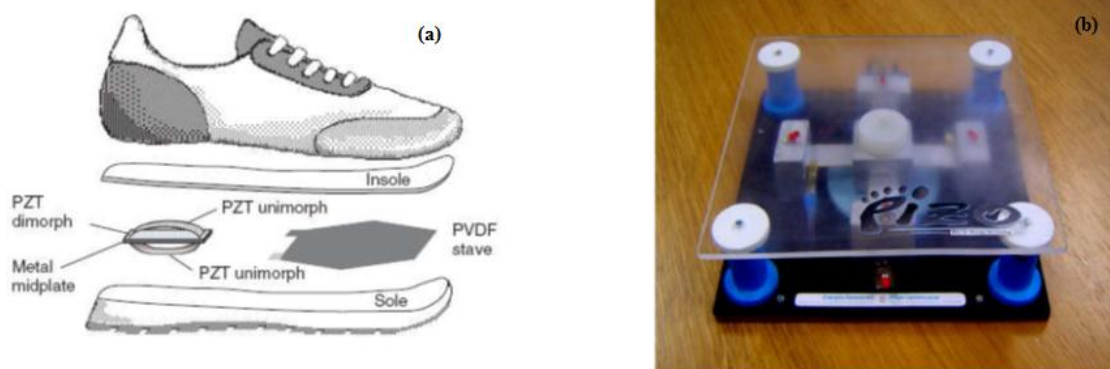 (a)
Insole
PZT
dimorph
PZT unimorph
PVDF
stave
Metal
midplate
PZT unimorph
Sole
(b)
Pizo